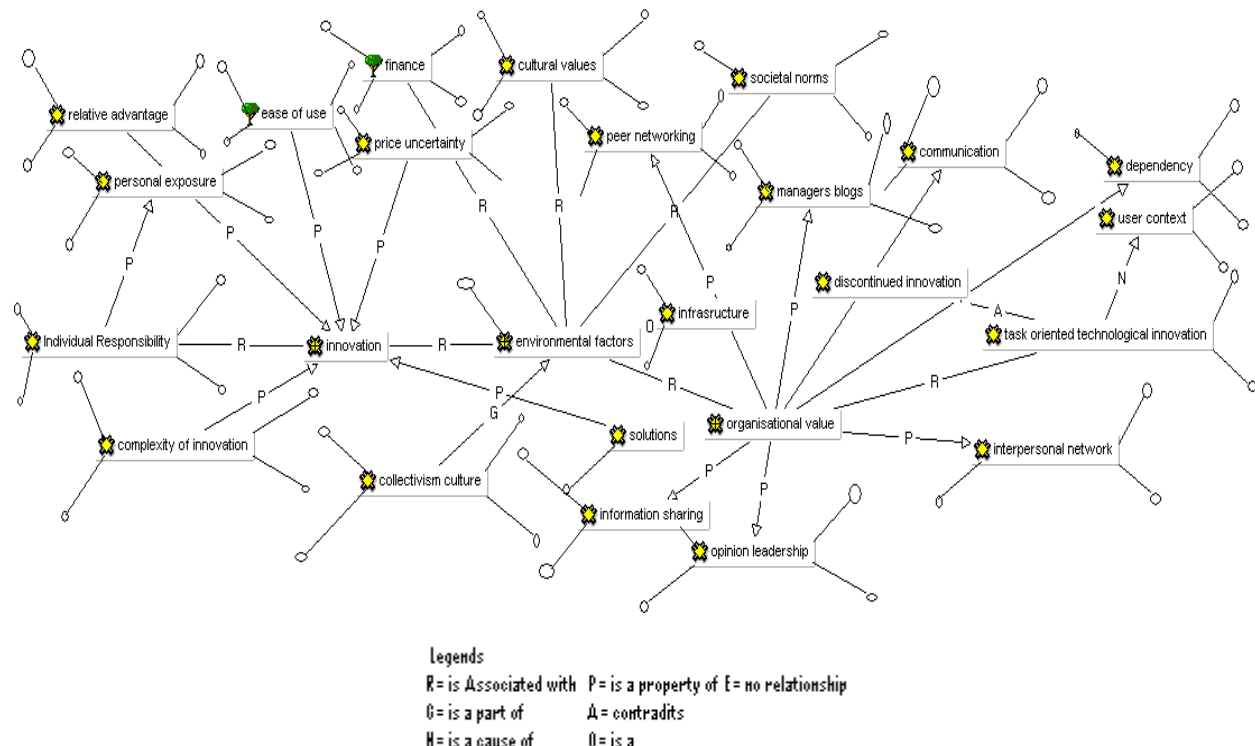 finance
cultural values
societal norms
relative advantage
ease of use
price uncertainty
peer networking
communication
dependency
personal exposure
managers blogs
user context
R
R
R
P
P
P
P
P
P
N
discontinued innovation
infrasructure
A
Individual Responsibility
R
innovation
R
environmental factors
task oriented technological innovation
R
P
R
P
G
organisational value
complexity of innovation
solutions
P
interpersonal network
collectivism culture
P
P
information sharing
opinion leadership
Legends
R= is Associated with P= is a property of E= no relationship
G= is a part of A= contradits
N= is a cause of O= is a